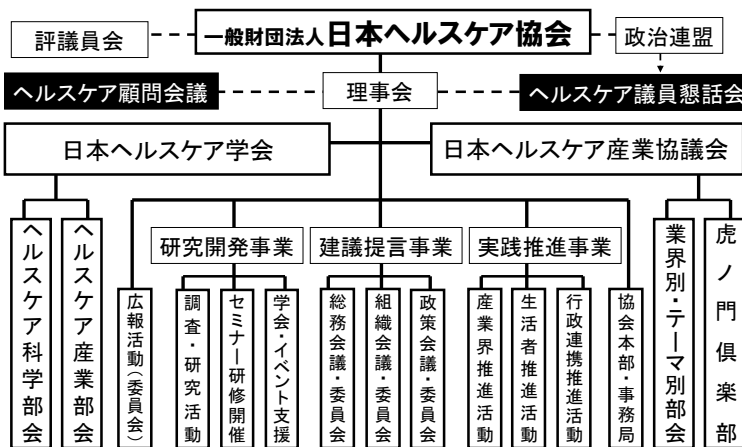 一般財団法人日本ヘルスケア協会
評議員会
政治連盟
ヘルスケア顧問会議
理事会
ヘルスケア議員懇話会
日本ヘルスケア学会
日本ヘルスケア産業協議会
研究開発事業
建議提言事業
実践推進事業
ヘルスケア科学部会
ヘルスケア産業部会
広報活動(委員会)
調査・研究活動
セミナー研修開催
学会・イベント支援
総務会議・委員会
組織会議・委員会
政策会議・委員会
産業界推進活動
生活者推進活動
行政連携推進活動
協会本部・事務局
業界別・テーマ別部会
虎ノ門倶楽部